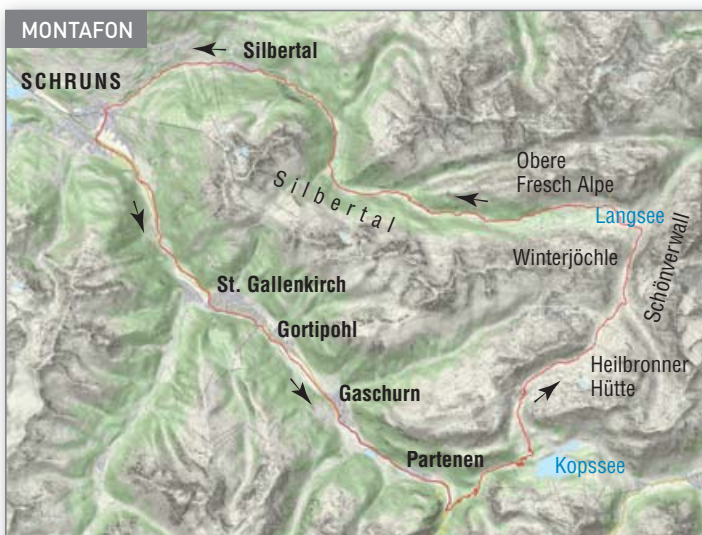 MONTAFON
Silbertal
SCHRUNS
Obere
Fresch Alpe
Silbertal
Langsee
Winterjöchle
Schönverwall
St. Gallenkirch
Gortipohl
Heilbronner
Hütte
Gaschurn
Partenen
Kopssee